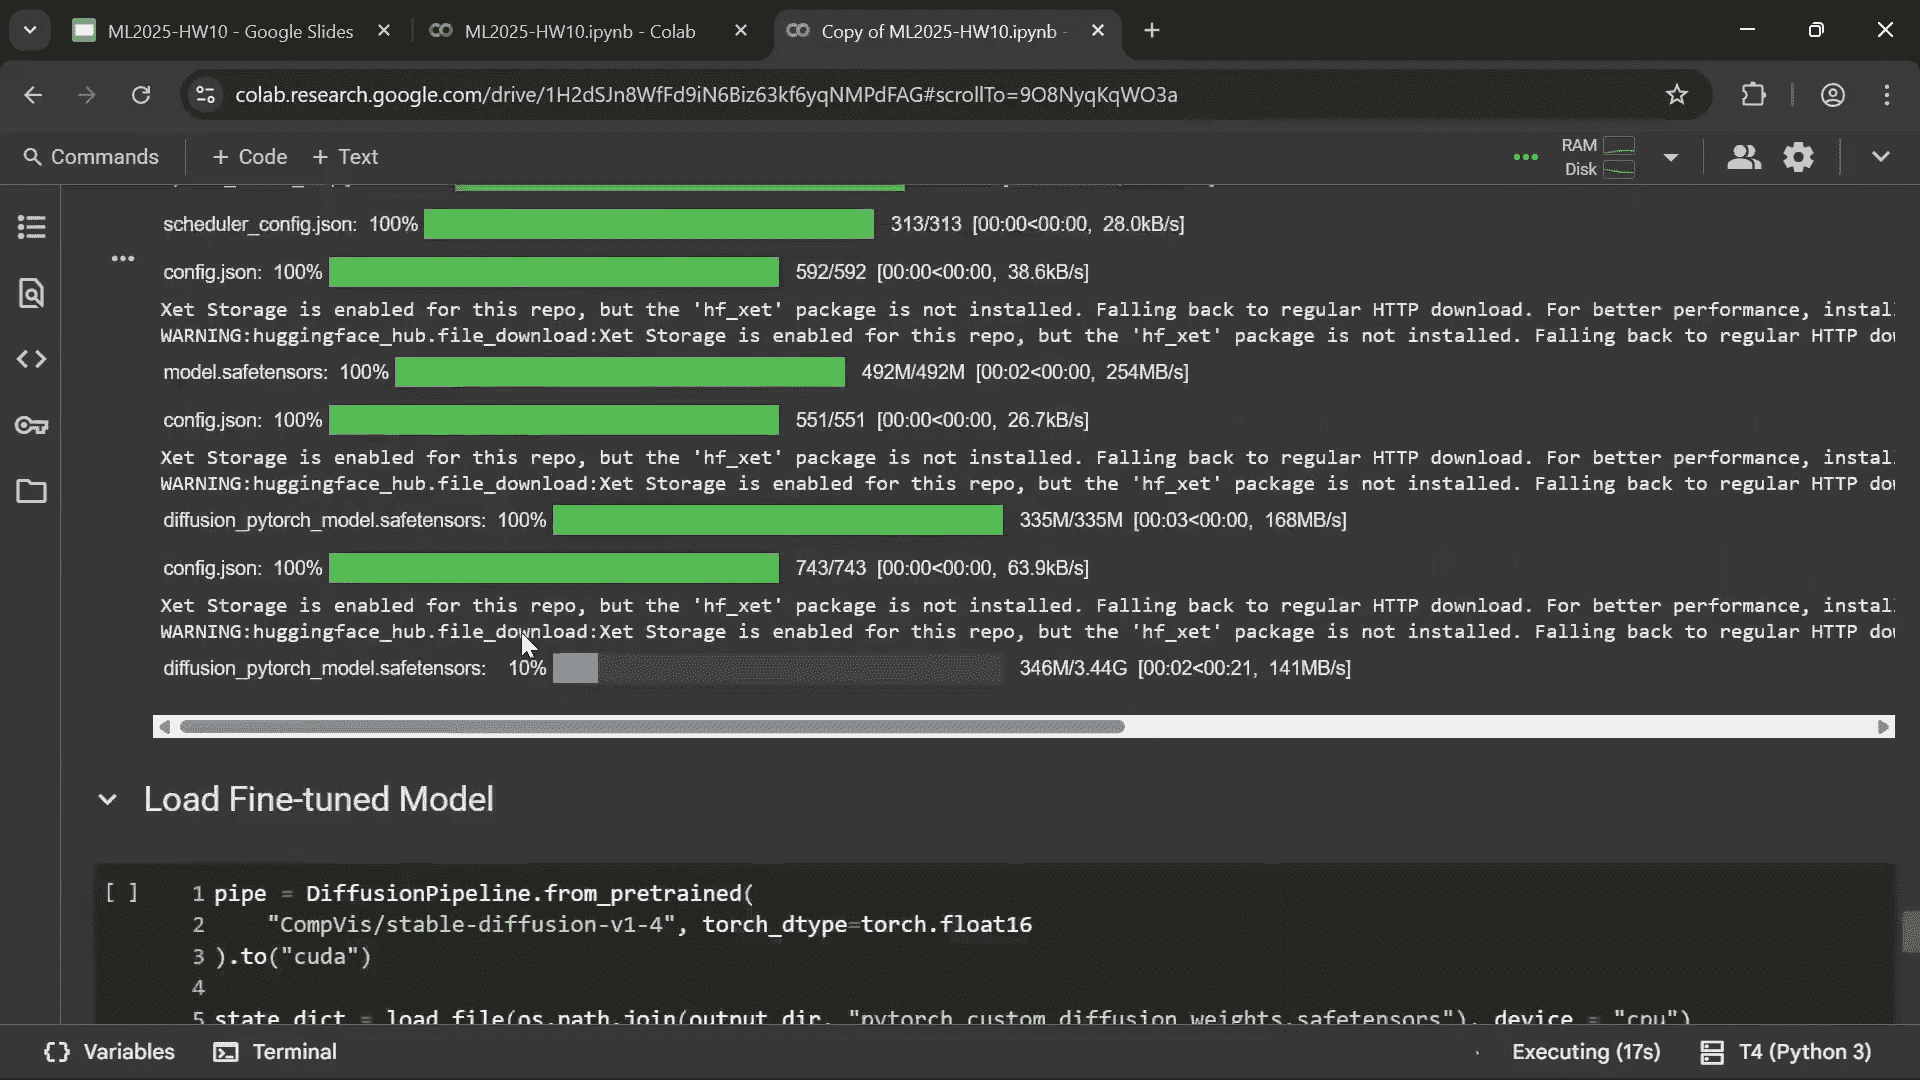 ML2025-HW10 - Google Slides
ML2025-HW10.ipynb - Colab
Copy of ML2025-HW10.ipynb -
colab.research.google.com/drive/1H2dSJn8WfFd9iN6Biz63kf6yqNMPdFAG#scrollTo=9O8NyqKqWO3a
Commands
+ Code
+ Text
RAM
Disk
scheduler_config.json: 100% 313/313 [00:00<00:00, 28.0kB/s]
config.json: 100% 592/592 [00:00<00:00, 38.6kB/s]
Xet Storage is enabled for this repo, but the 'hf_xet' package is not installed. Falling back to regular HTTP download. For better performance, instal
WARNING:huggingface_hub.file_download:Xet Storage is enabled for this repo, but the 'hf_xet' package is not installed. Falling back to regular HTTP do
model.safetensors: 100% 492M/492M [00:02<00:00, 254MB/s]
config.json: 100% 551/551 [00:00<00:00, 26.7kB/s]
Xet Storage is enabled for this repo, but the 'hf_xet' package is not installed. Falling back to regular HTTP download. For better performance, instal
WARNING:huggingface_hub.file_download:Xet Storage is enabled for this repo, but the 'hf_xet' package is not installed. Falling back to regular HTTP do
diffusion_pytorch_model.safetensors: 100% 335M/335M [00:03<00:00, 168MB/s]
config.json: 100% 743/743 [00:00<00:00, 63.9kB/s]
Xet Storage is enabled for this repo, but the 'hf_xet' package is not installed. Falling back to regular HTTP download. For better performance, instal
WARNING:huggingface_hub.file_download:Xet Storage is enabled for this repo, but the 'hf_xet' package is not installed. Falling back to regular HTTP do
diffusion_pytorch_model.safetensors: 10% 346M/3.44G [00:02<00:21, 141MB/s]
Load Fine-tuned Model
[ ] 1 pipe = DiffusionPipeline.from_pretrained(
2 "CompVis/stable-diffusion-v1-4", torch_dtype=torch.float16
3 ).to("cuda")
4
5 state_dict = load_file(os.path.join(output_dir, "pytorch_custom_diffusion_weights.safetensors"), device = "cpu")
Variables
Terminal
Executing (17s)
T4 (Python 3)